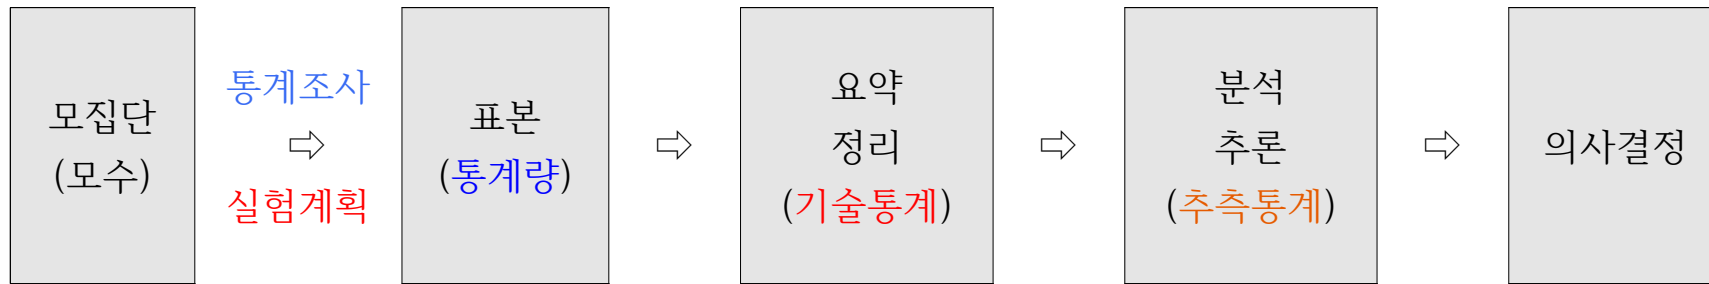 모집단
(모수)
통계조사
⇨
실험계획
표본
(통계량)
⇨
요약
정리
(기술통계)
⇨
분석
추론
(추측통계)
⇨
의사결정